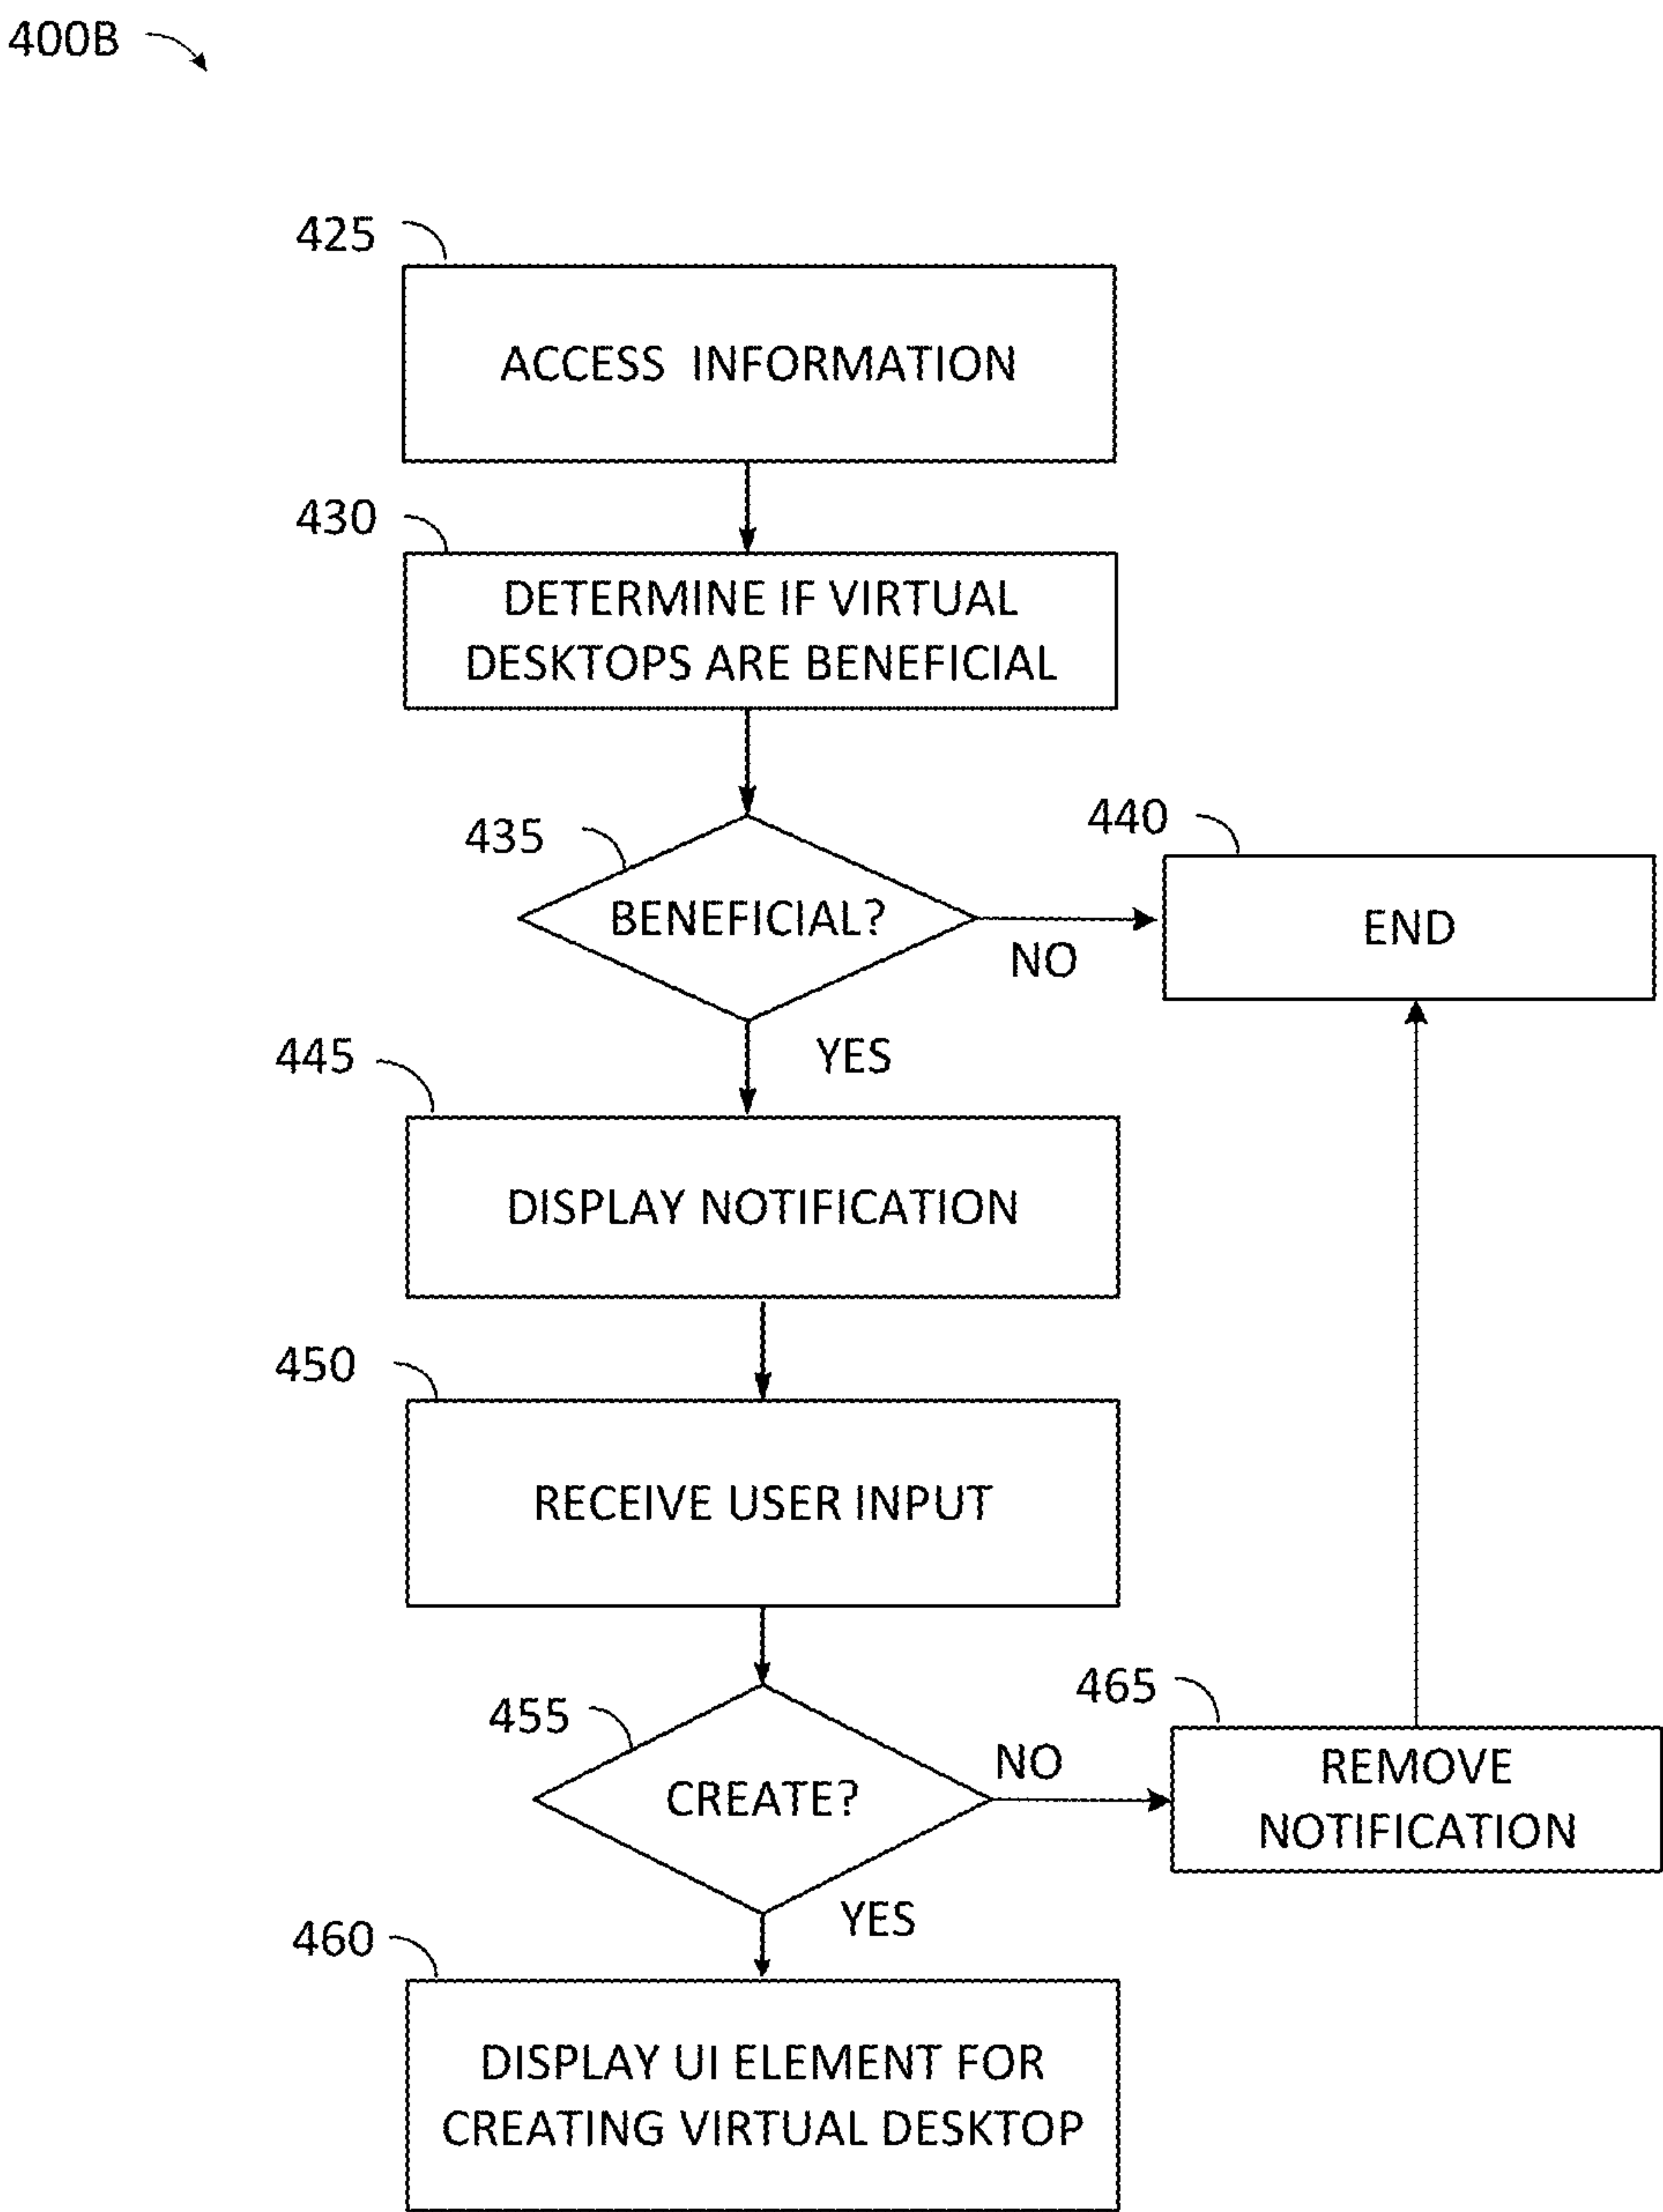 400B
425
ACCESS INFORMATION
430
DETERMINE IF VIRTUAL
DESKTOPS ARE BENEFICIAL
435
BENEFICIAL?
NO
440
END
YES
445
DISPLAY NOTIFICATION
450
RECEIVE USER INPUT
455
CREATE?
NO
465
REMOVE
NOTIFICATION
YES
460
DISPLAY UI ELEMENT FOR
CREATING VIRTUAL DESKTOP